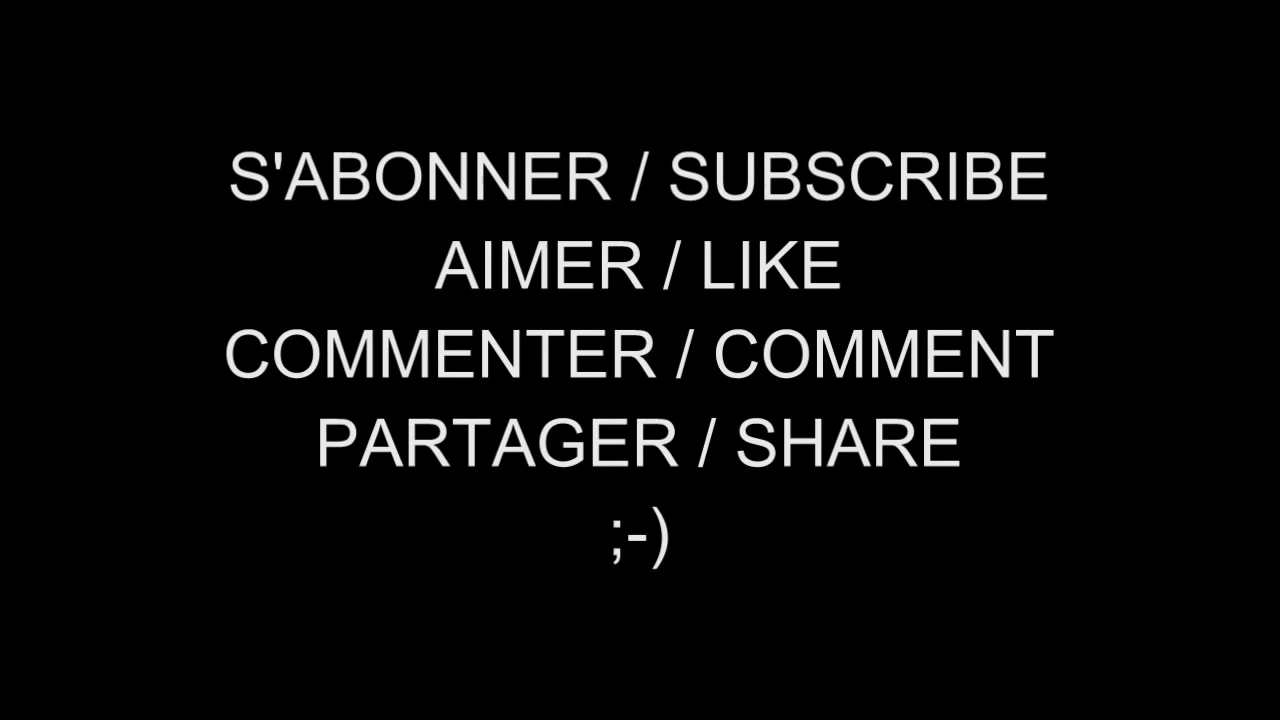 S'ABONNER / SUBSCRIBE
AIMER / LIKE
COMMENTER / COMMENT
PARTAGER / SHARE
;-)